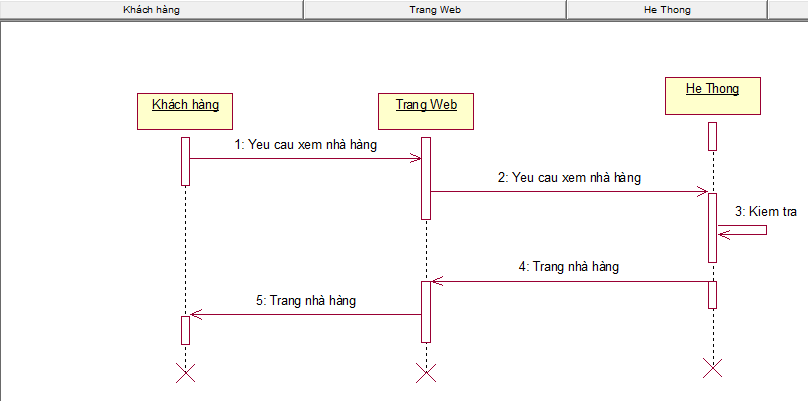 Khách hàng
Trang Web
He Thong
He Thong
Khách hàng
Trang Web
1: Yeu cau xem nhà hàng
2: Yeu cau xem nhà hàng
3: Kiem tra
4: Trang nhà hàng
5: Trang nhà hàng